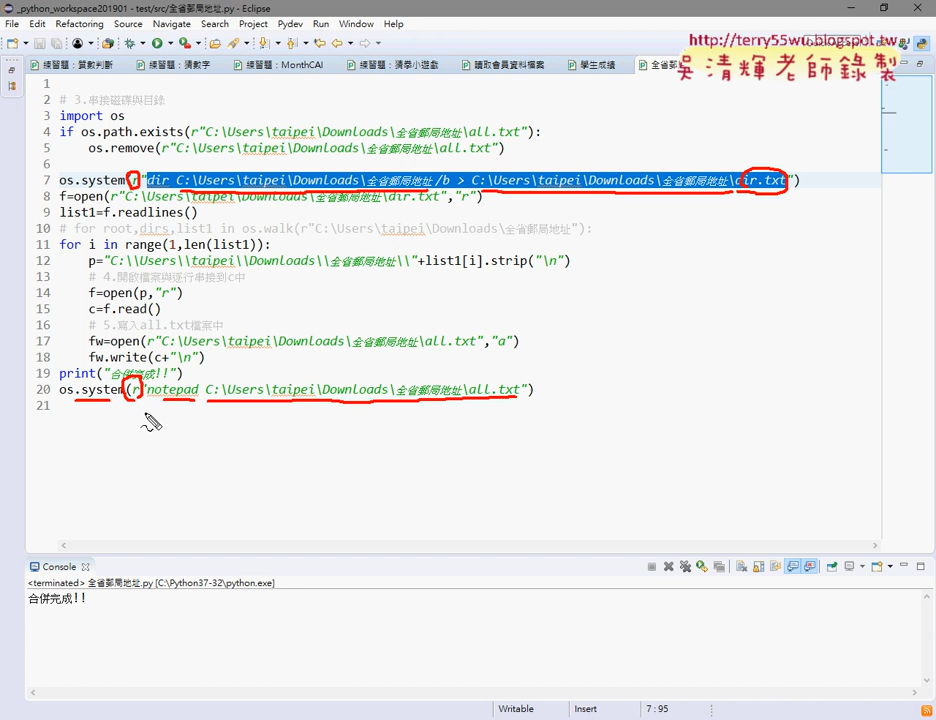 _python_workspace201901 - test/src/全省郵局地址.py - Eclipse
File Edit Refactoring Source Navigate Search Project Pydev Run Window Help
http://terry55wu.blogspot.tw
吳清輝老師錄製
練習題：質數判斷 練習題：猜數字 練習題：MonthCAI 練習題：猜拳小遊戲 讀取會員資料檔案 學生成績 全省郵
1
2 # 3.串接磁碟與目錄
3 import os
4 if os.path.exists(r"C:\Users\taipei\Downloads\全省郵局地址\all.txt"):
5 os.remove(r"C:\Users\taipei\Downloads\全省郵局地址\all.txt")
6
7 os.system(r"dir C:\Users\taipei\Downloads\全省郵局地址 /b > C:\Users\taipei\Downloads\全省郵局地址\dir.txt")
8 f=open(r"C:\Users\taipei\Downloads\全省郵局地址\dir.txt","r")
9 list1=f.readlines()
10 # for root,dirs,list1 in os.walk(r"C:\Users\taipei\Downloads\全省郵局地址"):
11 for i in range(1,len(list1)):
12 p="C:\\Users\\taipei\\Downloads\\全省郵局地址\\"+list1[i].strip("\n")
13 # 4.開啟檔案與逐行串接到c中
14 f=open(p,"r")
15 c=f.read()
16 # 5.寫入all.txt檔案中
17 fw=open(r"C:\Users\taipei\Downloads\全省郵局地址\all.txt","a")
18 fw.write(c+"\n")
19 print("合併完成!!")
20 os.system(r"notepad C:\Users\taipei\Downloads\全省郵局地址\all.txt")
21
Console
<terminated> 全省郵局地址.py [C:\Python37-32\python.exe]
合併完成!!
Writable Insert 7 : 95